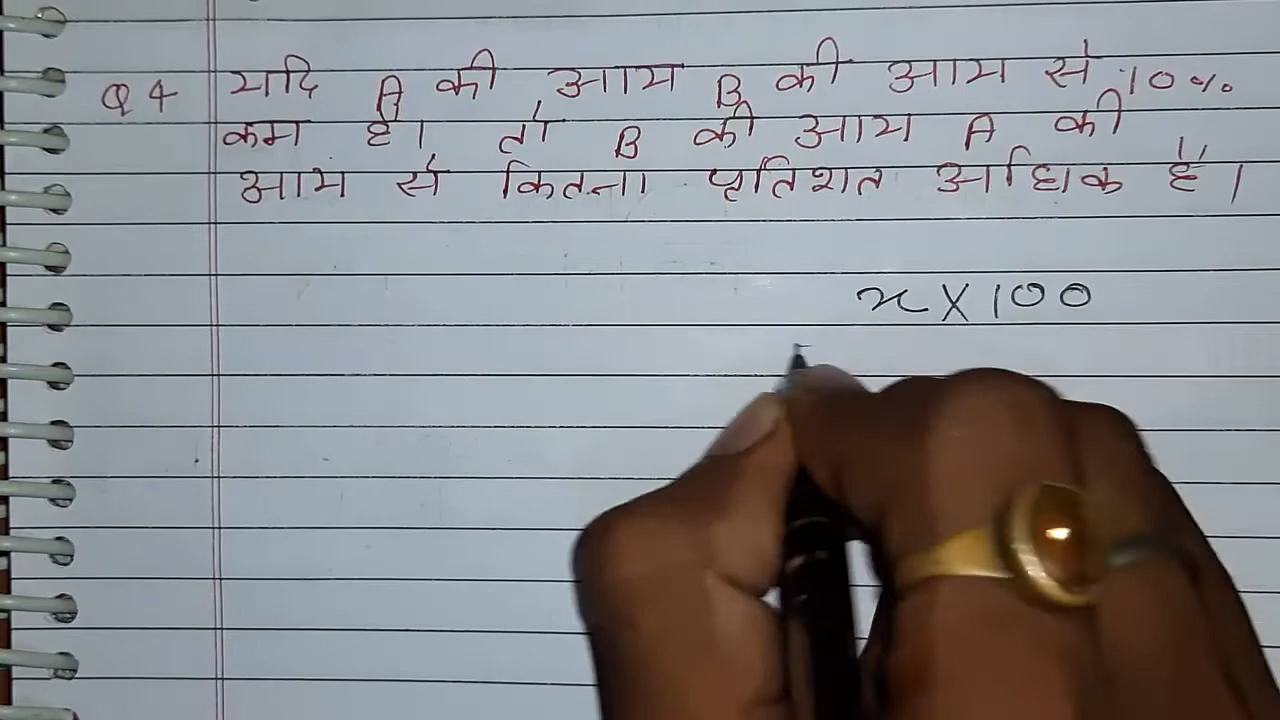 Q4 यदि A की आय B की आय से 10%
कम है। तो B की आय A की
आय से कितना प्रतिशत अधिक है।
x X 100